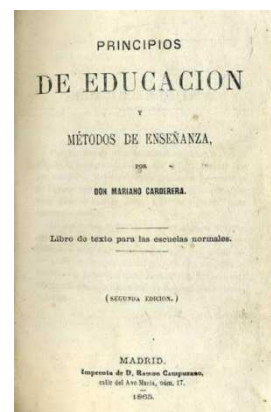 PRINCIPIOS
DE EDUCACION
Y
MÉTODOS DE ENSEÑANZA,
POR
DON MARIANO CARDERERA.
Libro de texto para las escuelas normales.
(SEGUNDA EDICION.)
MADRID.
Imprenta de D. Ramon Campuzano,
calle del Ave Maria, núm. 17.
1865.